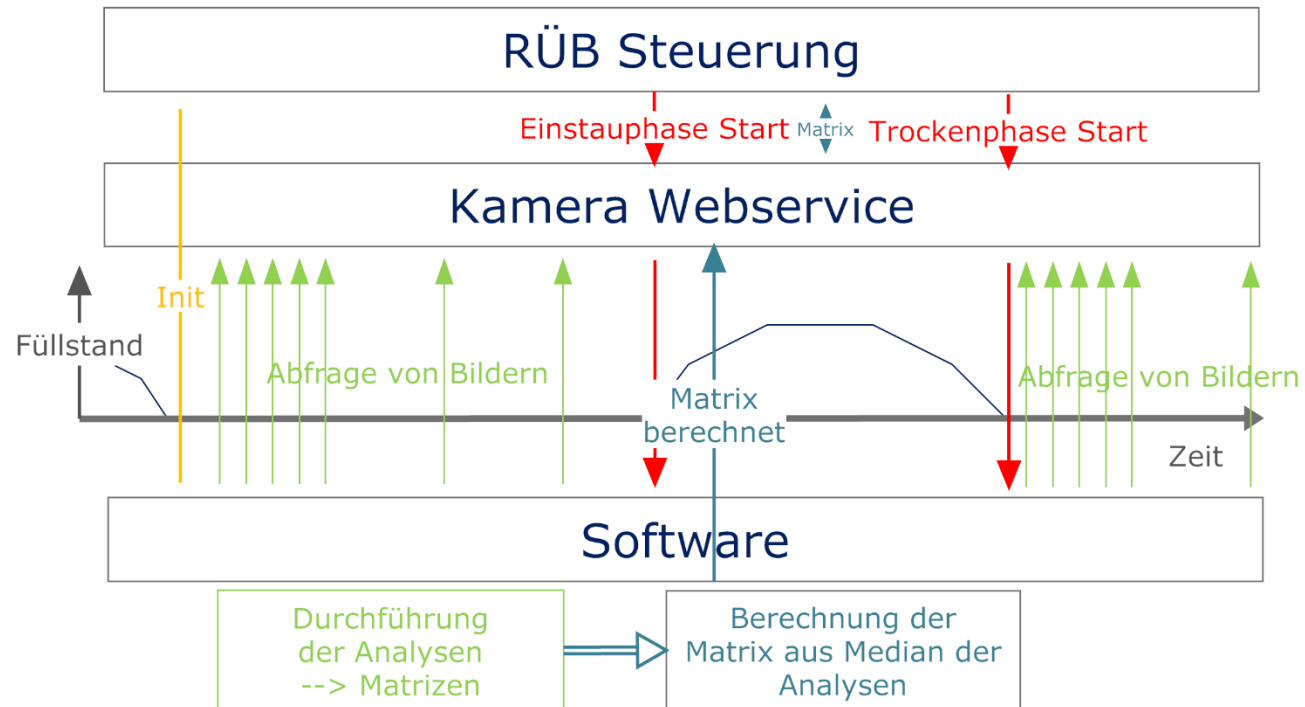 RÜB Steuerung
Einstauphase Start
Matrix
Trockenphase Start
Kamera Webservice
Init
Füllstand
Abfrage von Bildern
Matrix
berechnet
Abfrage von Bildern
Zeit
Software
Durchführung
der Analysen
--> Matrizen
Berechnung der
Matrix aus Median der
Analysen